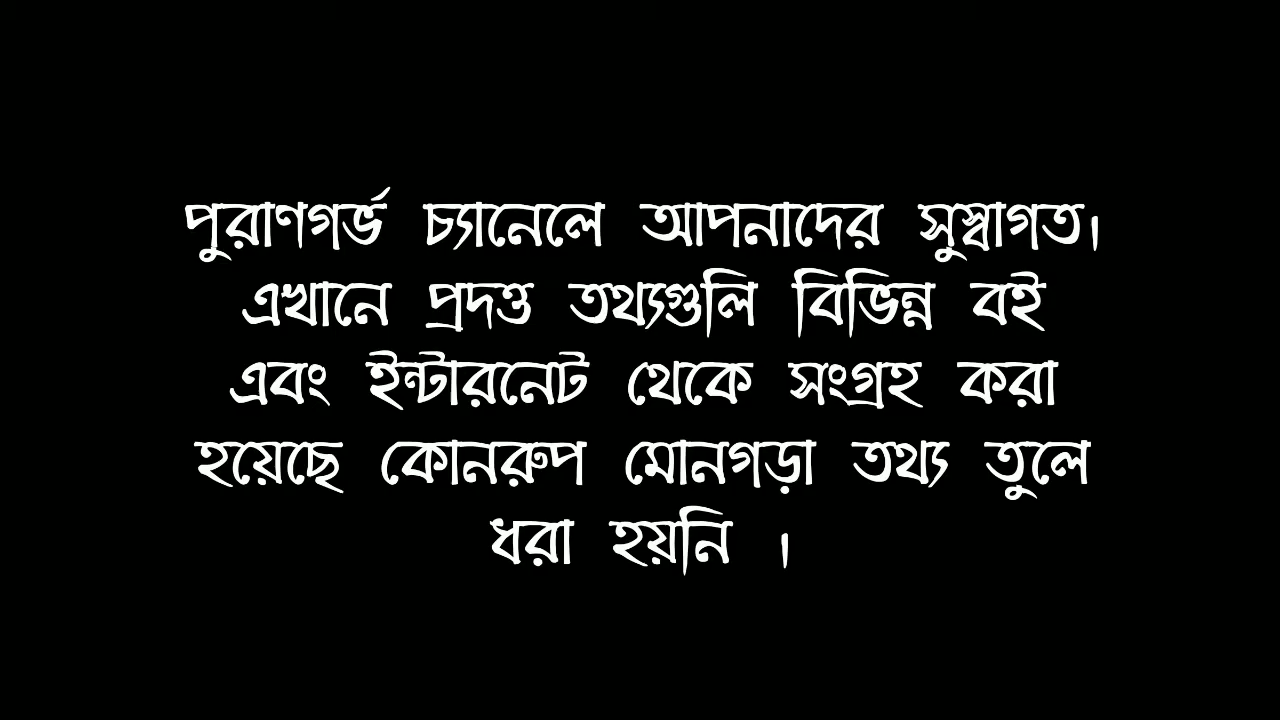 পুরাণগর্ভ চ্যানেলে আপনাদের সুস্বাগত।
এখানে প্রদত্ত তথ্যগুলি বিভিন্ন বই
এবং ইন্টারনেট থেকে সংগ্রহ করা
হয়েছে কোনরুপ মোনগড়া তথ্য তুলে
ধরা হয়নি ।